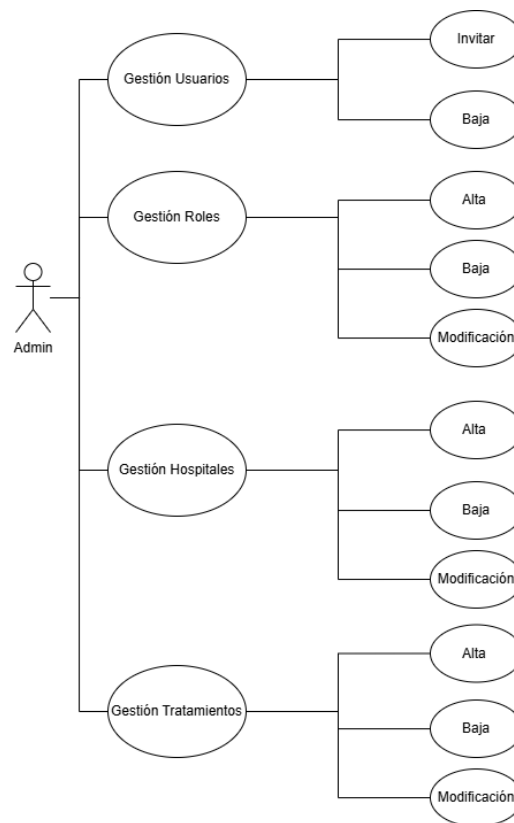 Invitar
Gestión Usuarios
Baja
Alta
Gestión Roles
Baja
Modificación
Admin
Alta
Gestión Hospitales
Baja
Modificación
Alta
Gestión Tratamientos
Baja
Modificación